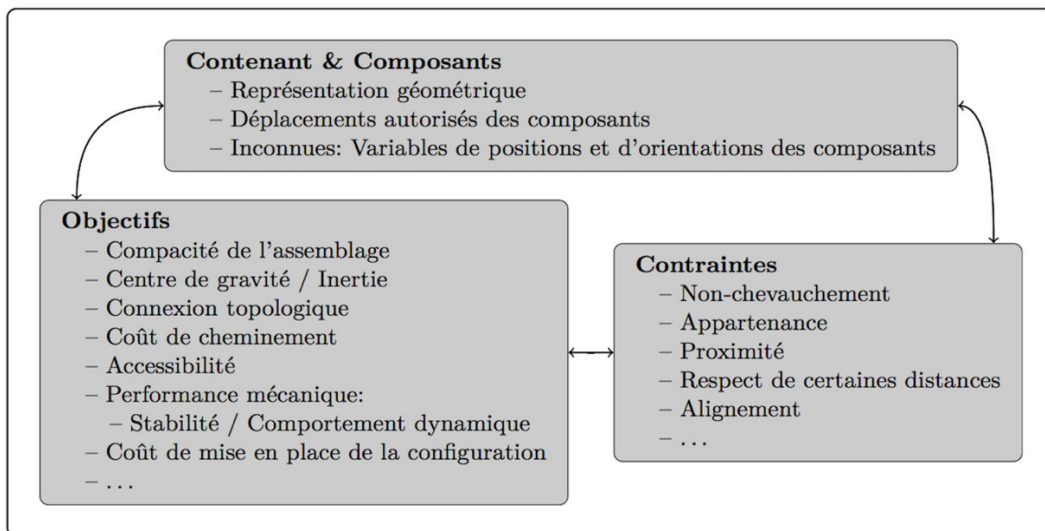 Contenant & Composants
– Représentation géométrique
– Déplacements autorisés des composants
– Inconnues: Variables de positions et d'orientations des composants
Objectifs
– Compacité de l'assemblage
– Centre de gravité / Inertie
– Connexion topologique
– Coût de cheminement
– Accessibilité
– Performance mécanique:
– Stabilité / Comportement dynamique
– Coût de mise en place de la configuration
– ...
Contraintes
– Non-chevauchement
– Appartenance
– Proximité
– Respect de certaines distances
– Alignement
– ...